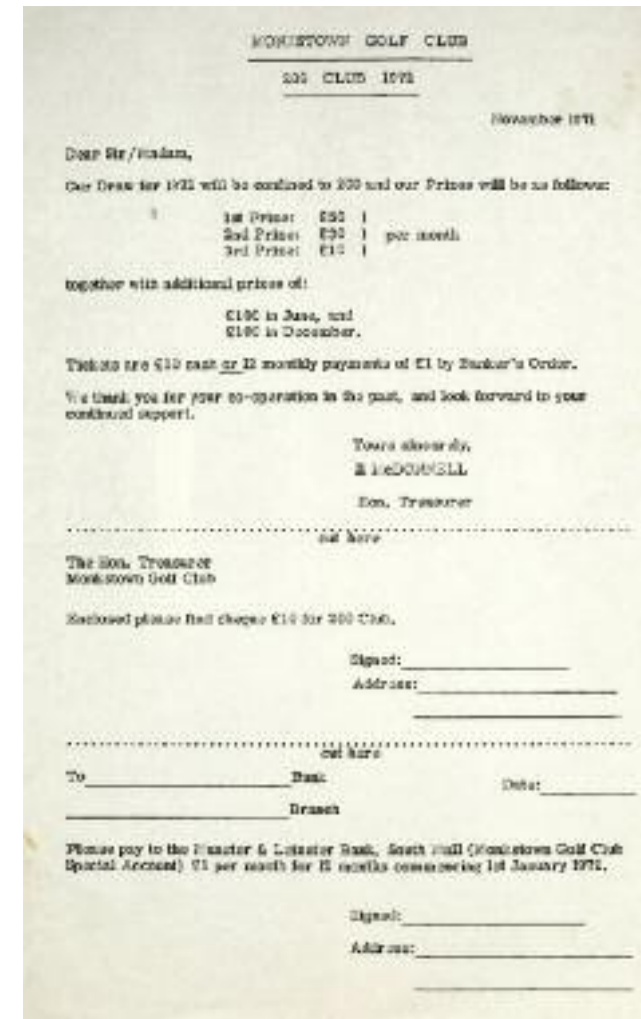 MONKSTOWN GOLF CLUB
200 CLUB 1972
November 1971
Dear Sir/Madam,
Our Draw for 1972 will be confined to 200 and our Prizes will be as follows:
1st Prize: £50 )
2nd Prize: £20 ) per month
3rd Prize: £10 )
together with additional prizes of:
£100 in June, and
£100 in December.
Tickets are £10 cash or 12 monthly payments of £1 by Banker's Order.
We thank you for your co-operation in the past, and look forward to your
continued support.
Yours sincerely,
McDONNELL
Hon. Treasurer
cut here
The Hon. Treasurer
Monkstown Golf Club
Enclosed please find cheque £10 for 200 Club.
Signed:
Address:
cut here
To Bank
Date:
Branch
Please pay to the Munster & Leinster Bank, South Mall (Monkstown Golf Club
Special Account) £1 per month for 12 months commencing 1st January 1972.
Signed:
Address: